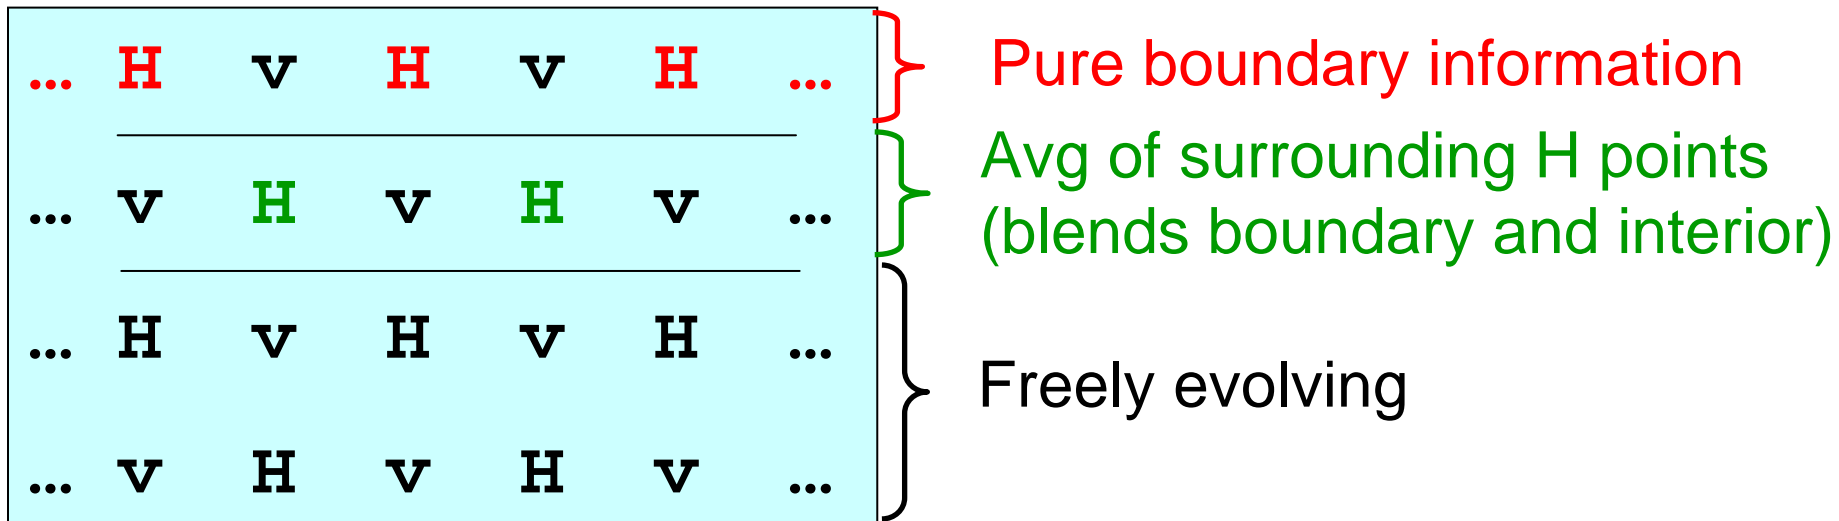 ... H v H v H ...
Pure boundary information
... v H v H v ...
Avg of surrounding H points
(blends boundary and interior)
... H v H v H ...
... v H v H v ...
Freely evolving